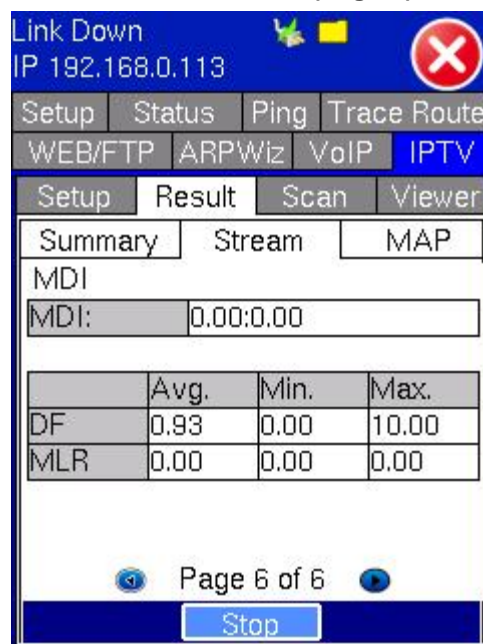 Link Down
IP 192.168.0.113
Setup Status Ping Trace Route
WEB/FTP ARPWiz VoIP IPTV
Setup Result Scan Viewer
Summary Stream MAP
MDI
MDI: 0.00:0.00
Avg. Min. Max.
DF 0.93 0.00 10.00
MLR 0.00 0.00 0.00
Page 6 of 6
Stop